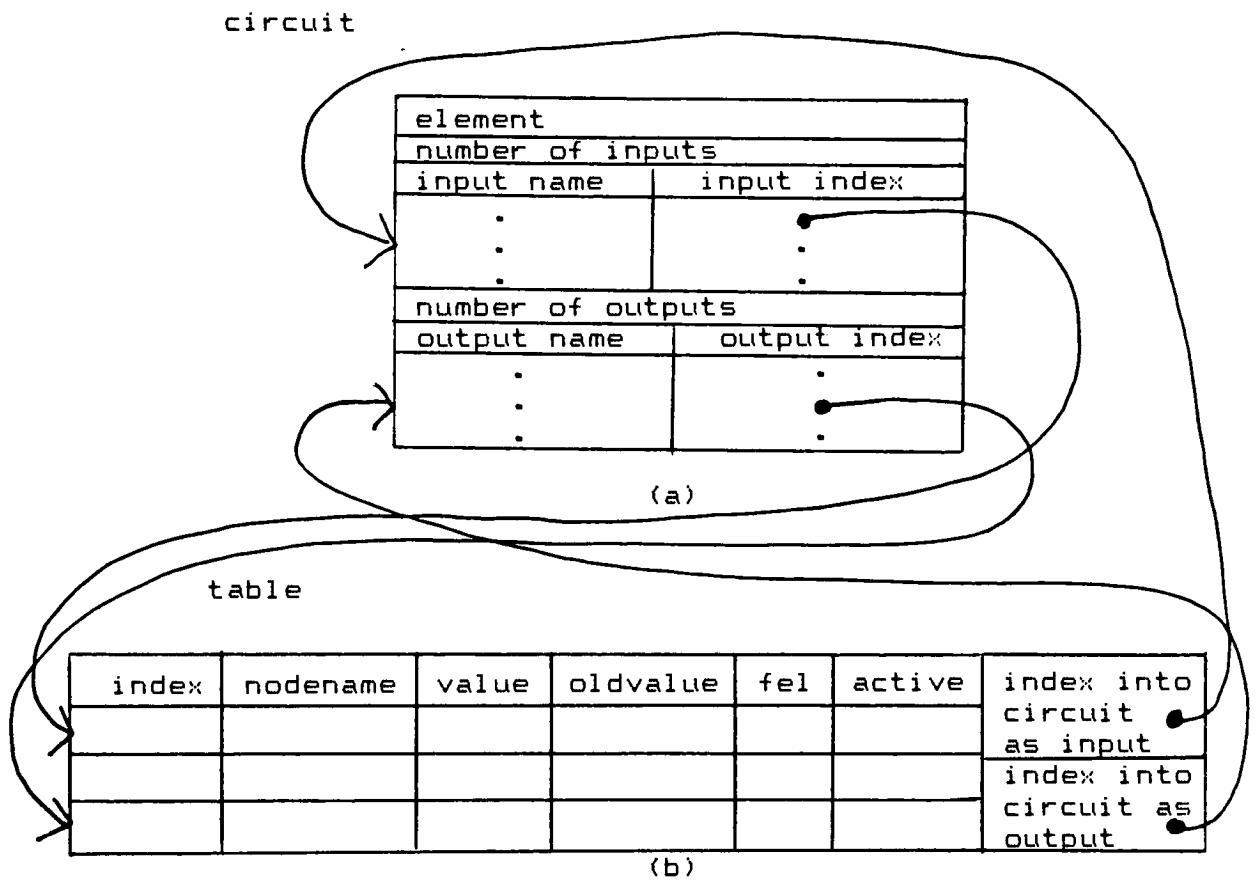 circuit
element
number of inputs
input name input index
number of outputs
output name output index
(a)
table
index nodename value oldvalue fel active
index into
circuit
as input
index into
circuit as
output
(b)